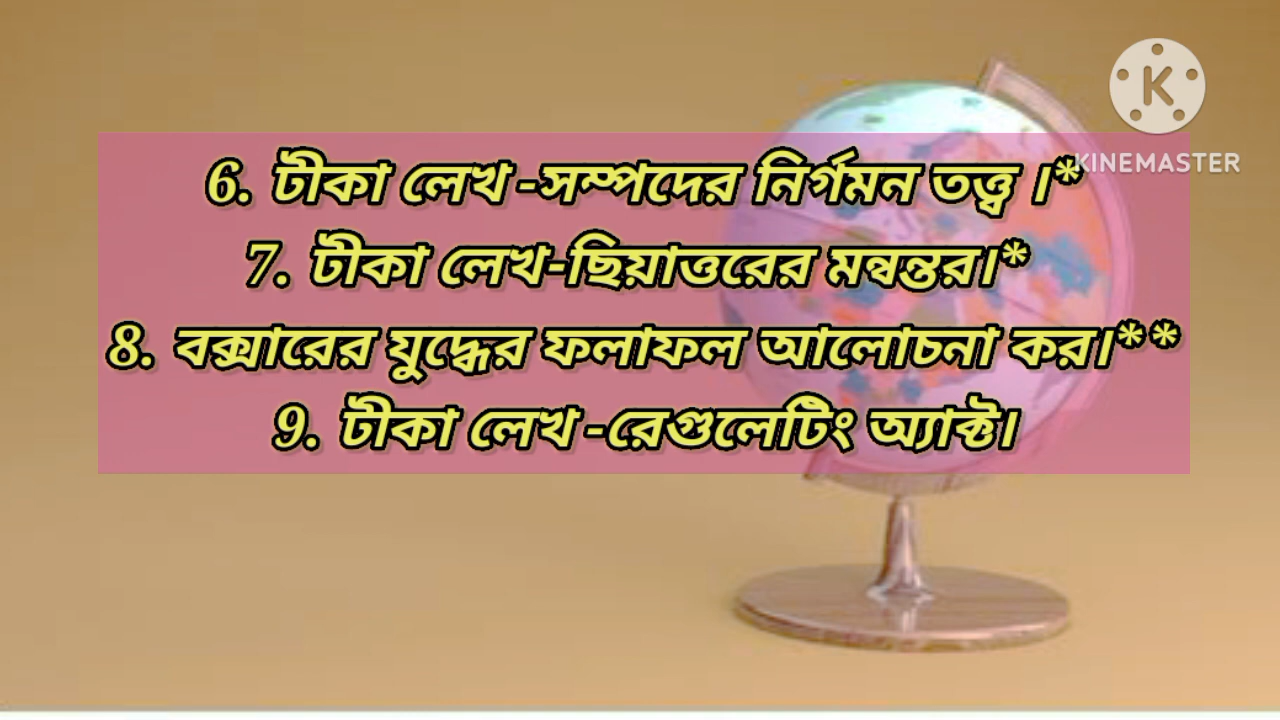 K
KINEMASTER
6. টীকা লেখ -সম্পদের নির্গমন তত্ত্ব ।*
7. টীকা লেখ-ছিয়াত্তরের মন্বন্তর।*
8. বক্সারের যুদ্ধের ফলাফল আলোচনা কর।**
9. টীকা লেখ -রেগুলেটিং অ্যাক্ট।